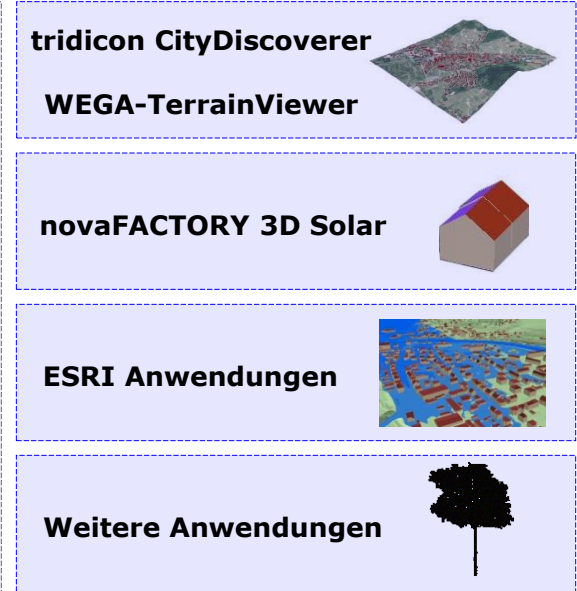 tridicon CityDiscoverer
WEGA-TerrainViewer
novaFACTORY 3D Solar
ESRI Anwendungen
Weitere Anwendungen